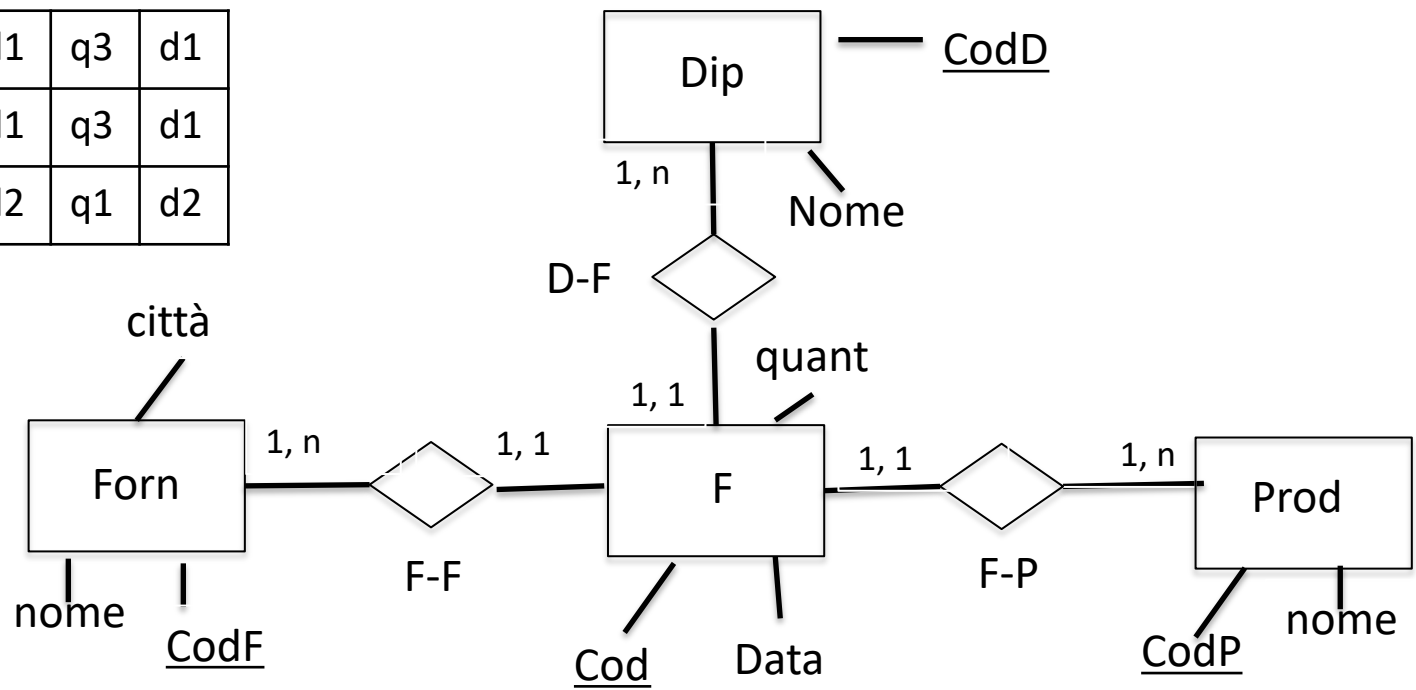 q3 d1
q3 d1
q1 d2
Dip
CodD
1, n
Nome
D-F
città
quant
1, 1
Forn
1, n
1, 1
F
1, 1
1, n
Prod
F-F
F-P
nome
CodF
Cod
Data
CodP
nome